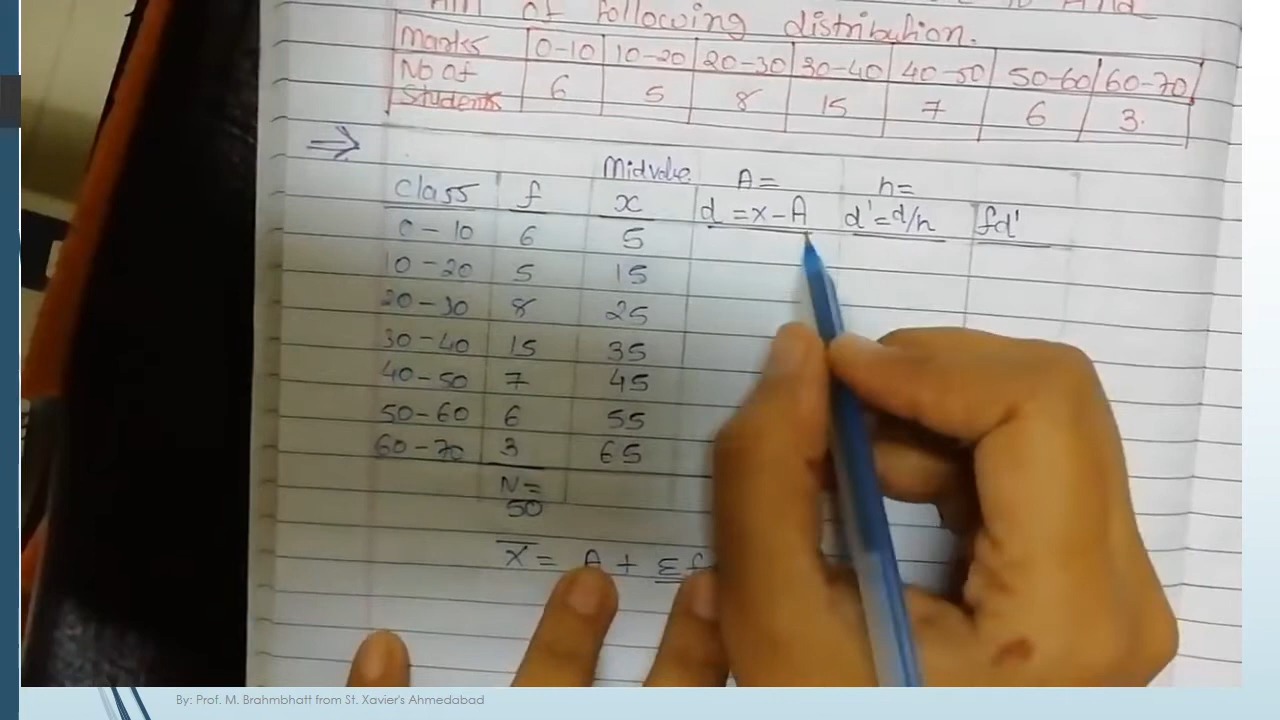 of following distribution.
Marks 0-10 10-20 20-30 30-40 40-50 50-60 60-70
No of Students 6 5 8 15 7 6 3.
⇒
Midvalue A= h=
Class f x d = x-A d' = d/h fd'
0-10 6 5
10-20 5 15
20-30 8 25
30-40 15 35
40-50 7 45
50-60 6 55
60-70 3 65
N=
50
x̄ = A + Σf
By: Prof. M. Brahmbhatt from St. Xavier's Ahmedabad